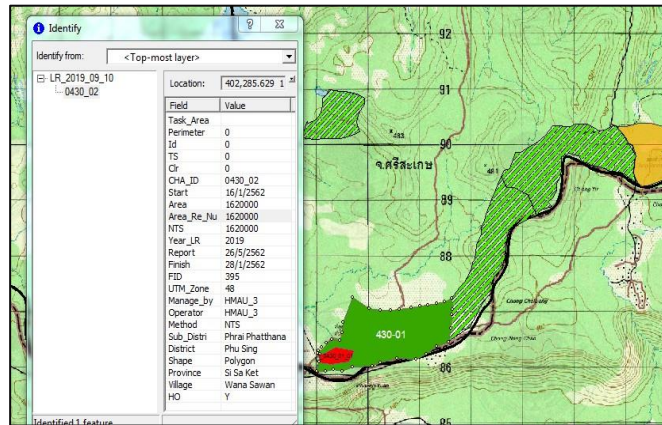 Identify
Identify from: <Top-most layer>
LR_2019_09_10
0430_02
Location: 402,285.629 1
Field Value
Task_Area
Perimeter 0
Id 0
TS 0
Clr 0
CHA_ID 0430_02
Start 16/1/2562
Area 1620000
Area_Re_Nu 1620000
NTS 1620000
Year_LR 2019
Report 26/5/2562
Finish 28/1/2562
FID 395
UTM_Zone 48
Manage_by HMAU_3
Operator HMAU_3
Method NTS
Sub_Distri Phrai Phatthana
District Phu Sing
Shape Polygon
Province Si Sa Ket
Village Wana Sawan
HO Y
Identified 1 feature
92
91
483
จ.ศรีสะเกษ
90
481
89
88
430-01
86
85